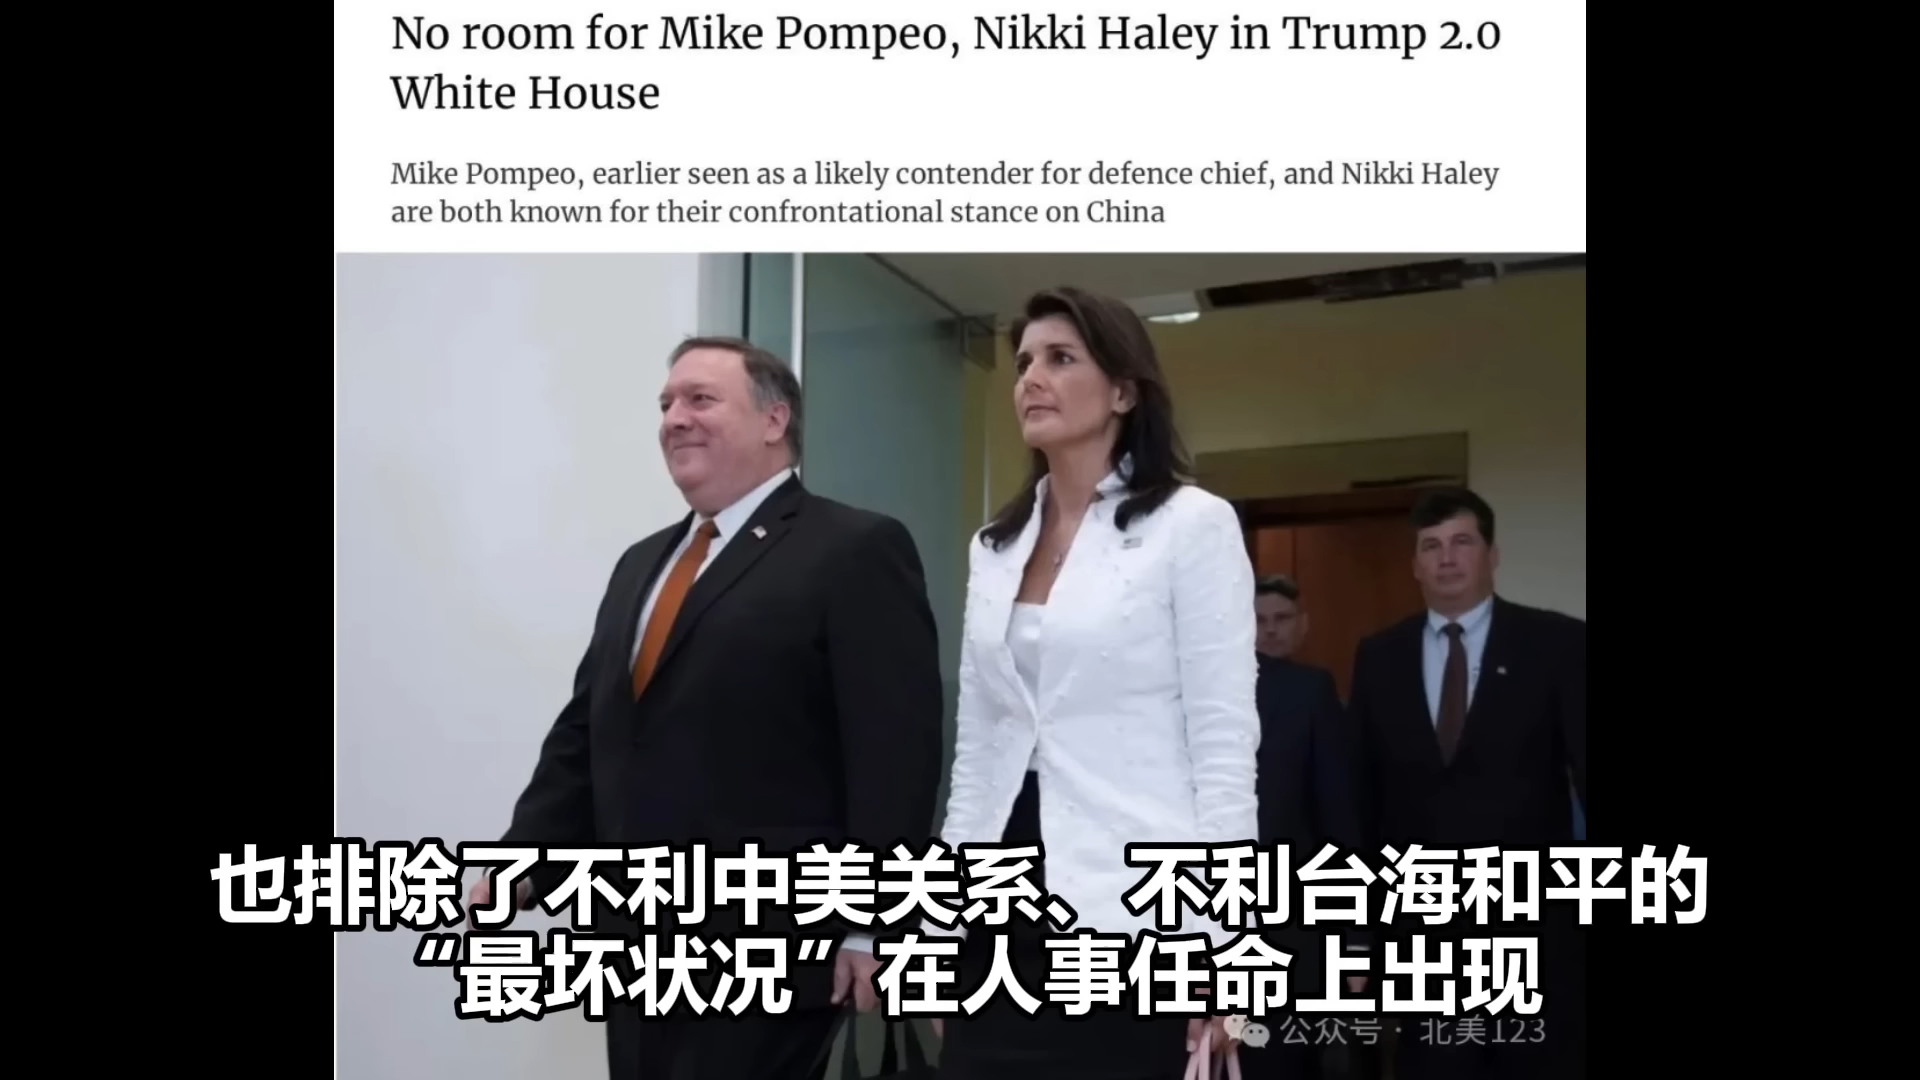 No room for Mike Pompeo, Nikki Haley in Trump 2.0
White House
Mike Pompeo, earlier seen as a likely contender for defence chief, and Nikki Haley
are both known for their confrontational stance on China
也排除了不利中美关系、不利台海和平的
“最坏状况”在人事任命上出现
公众号·北美123